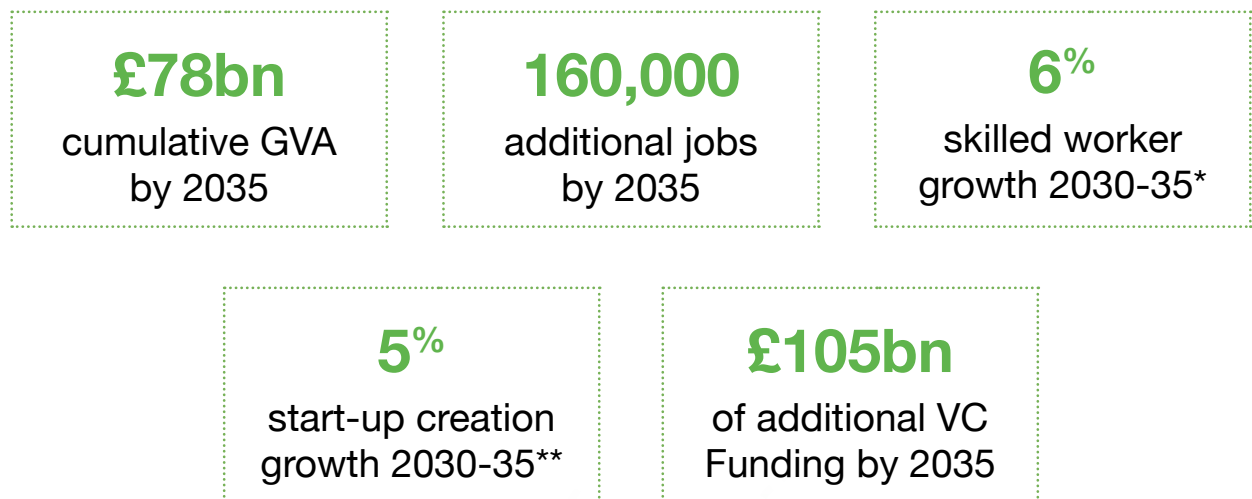 £78bn
cumulative GVA
by 2035
160,000
additional jobs
by 2035
6%
skilled worker
growth 2030-35*
5%
start-up creation
growth 2030-35**
£105bn
of additional VC
Funding by 2035